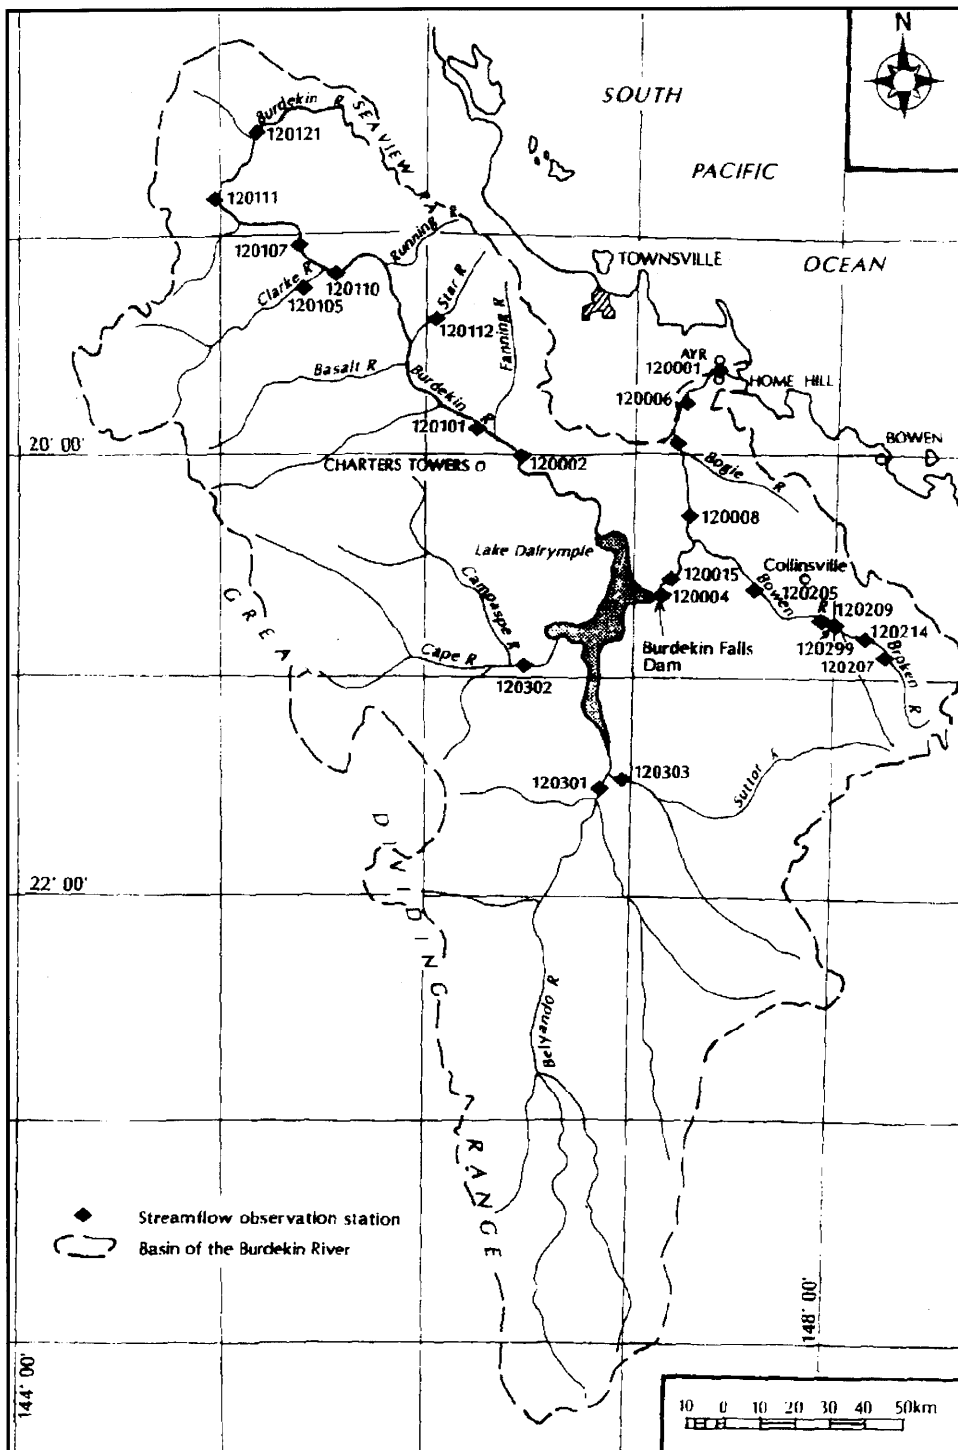 N
SOUTH
PACIFIC
OCEAN
Burdekin R
SEAVIEW RA
120121
120111
120107
Running R
Clarke R
120110
120105
Star R
120112
Fanning R
TOWNSVILLE
AYR
120001
HOME HILL
120006
Basalt R
Burdekin R
120101
20° 00'
CHARTERS TOWERS
120002
BOWEN
Bogie R
120008
Lake Dalrymple
Collinsville
120015
120004
Bowen R
120205
120209
120214
120299
120207
Broken R
Burdekin Falls
Dam
Campaspe R
Cape R
120302
GREAT
120301
120303
Suttor R
DIVIDING
22° 00'
Belyando R
RANGE
Streamflow observation station
Basin of the Burdekin River
144° 00'
148° 00'
10 0 10 20 30 40 50km